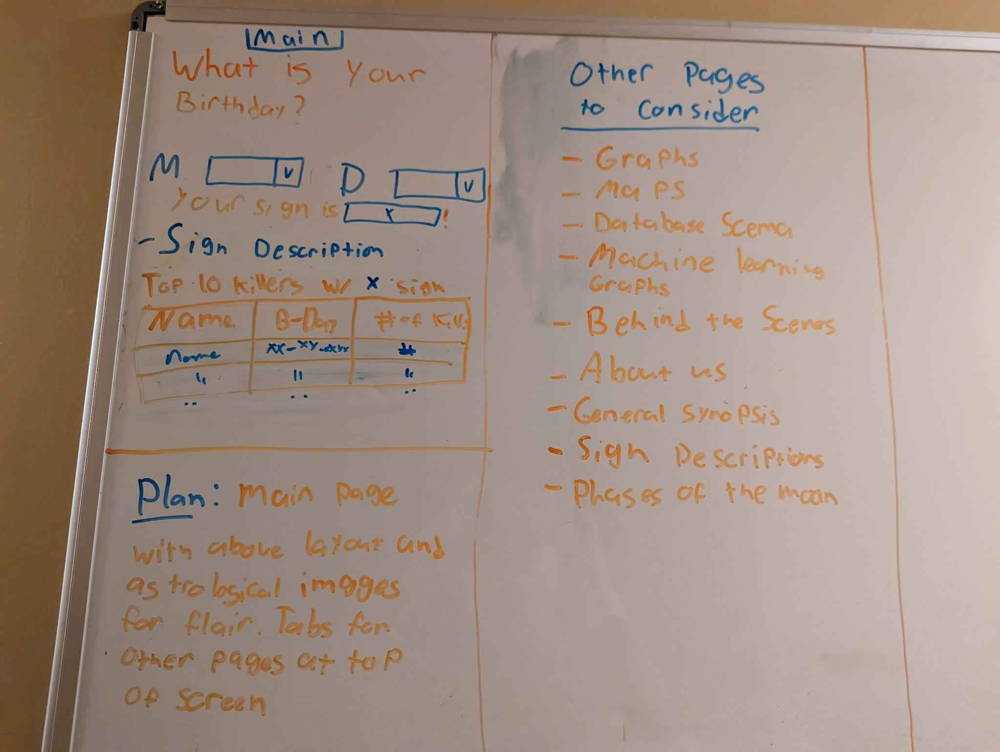 Main
What is your
Birthday?
M V D V
Your sign is X !
- Sign Description
Top 10 killers w/ X sign
Name B-Day # of Kills
Name #
" " "
Plan: Main page
with above layout and
astrological images
for flair. Tabs for
other pages at top
of screen
Other Pages
to Consider
- Graphs
- Maps
- Database Scema
- Machine learning
Graphs
- Behind the Scenes
- About us
- General synopsis
- Sign Descriptions
- Phases of the moon